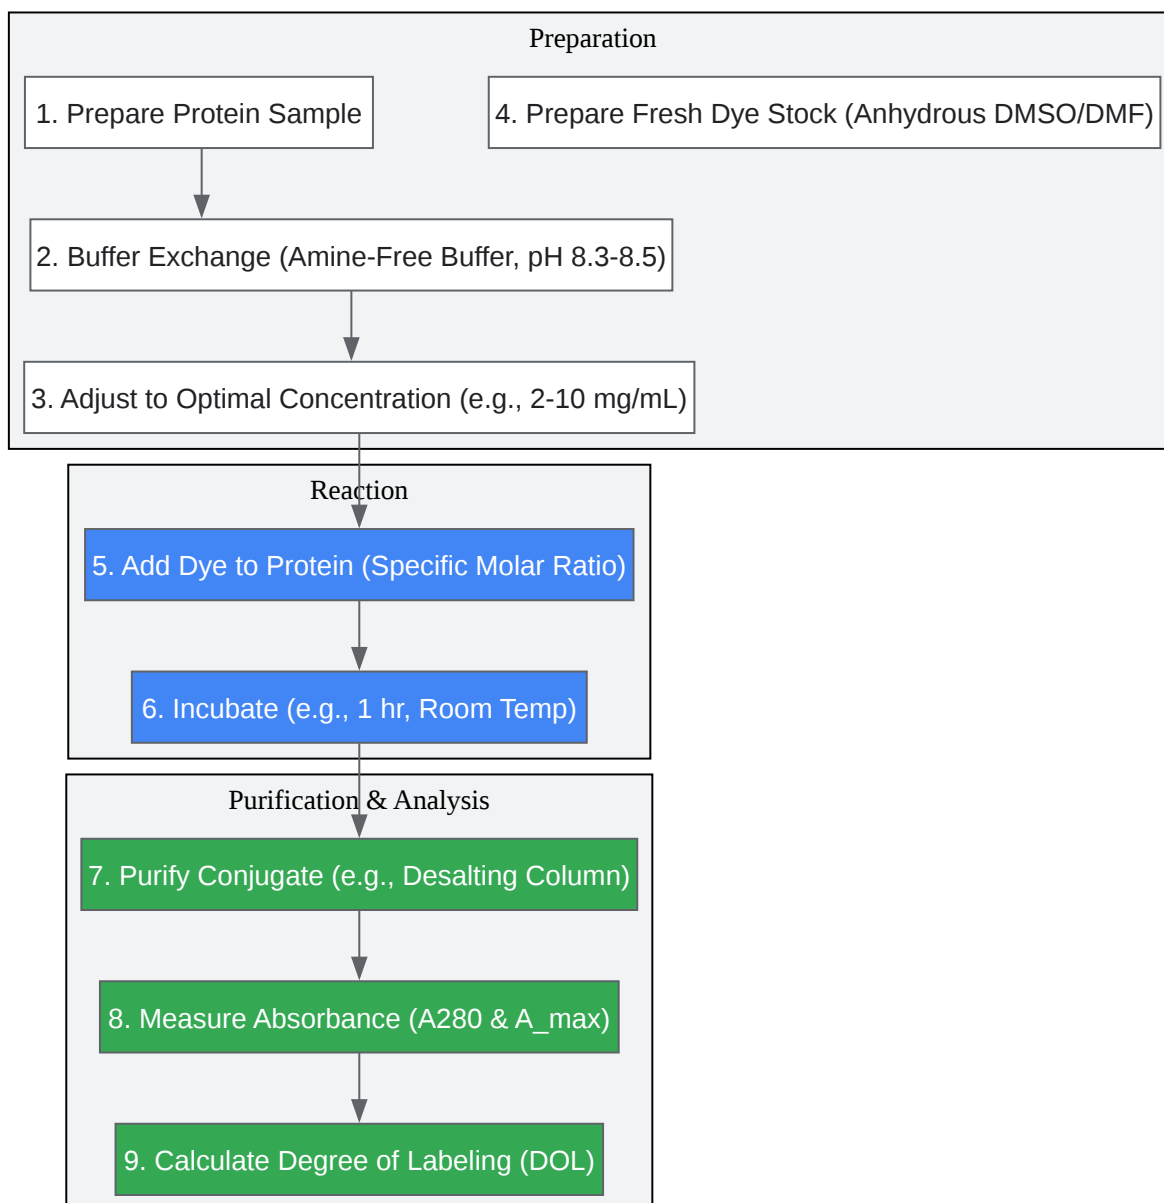 Preparation
1. Prepare Protein Sample
4. Prepare Fresh Dye Stock (Anhydrous DMSO/DMF)
2. Buffer Exchange (Amine-Free Buffer, pH 8.3-8.5)
3. Adjust to Optimal Concentration (e.g., 2-10 mg/mL)
Reaction
5. Add Dye to Protein (Specific Molar Ratio)
6. Incubate (e.g., 1 hr, Room Temp)
Purification & Analysis
7. Purify Conjugate (e.g., Desalting Column)
8. Measure Absorbance (A280 & A_max)
9. Calculate Degree of Labeling (DOL)